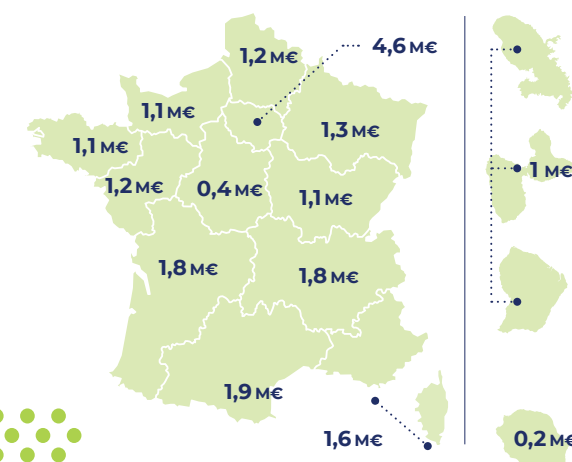 1,2 M€
4,6 M€
1,1 M€
1,3 M€
1,1 M€
1 M€
1,2 M€
0,4 M€
1,1 M€
1,8 M€
1,8 M€
1,9 M€
1,6 M€
0,2 M€